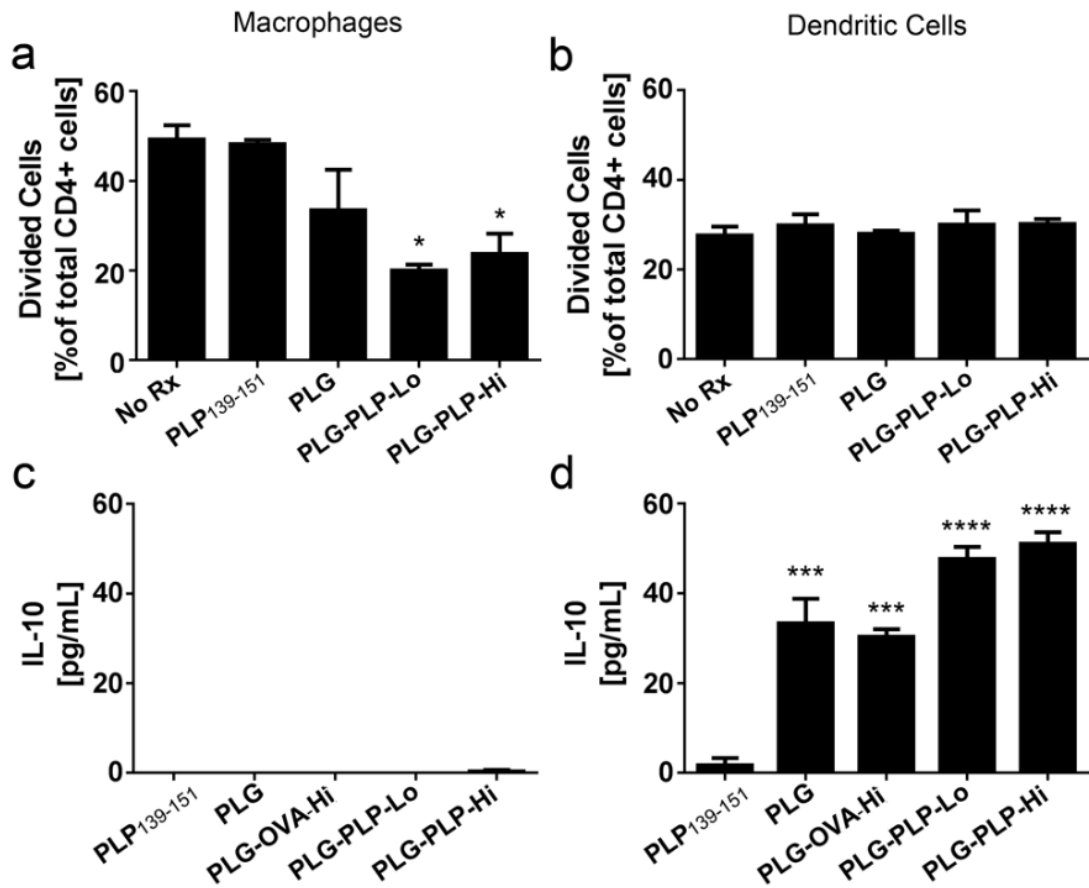 Macrophages
Dendritic Cells
a
b
Divided Cells
[%of total CD4+ cells]
60
40
20
0
*
*
No Rx
PLP139-151
PLG
PLG-PLP-Lo
PLG-PLP-Hi
Divided Cells
[%of total CD4+ cells]
60
40
20
0
No Rx
PLP139-151
PLG
PLG-PLP-Lo
PLG-PLP-Hi
c
d
IL-10
[pg/mL]
60
40
20
0
PLP139-151
PLG
PLG-OVA-Hi
PLG-PLP-Lo
PLG-PLP-Hi
IL-10
[pg/mL]
60
40
20
0
***
***
****
****
PLP139-151
PLG
PLG-OVA-Hi
PLG-PLP-Lo
PLG-PLP-Hi